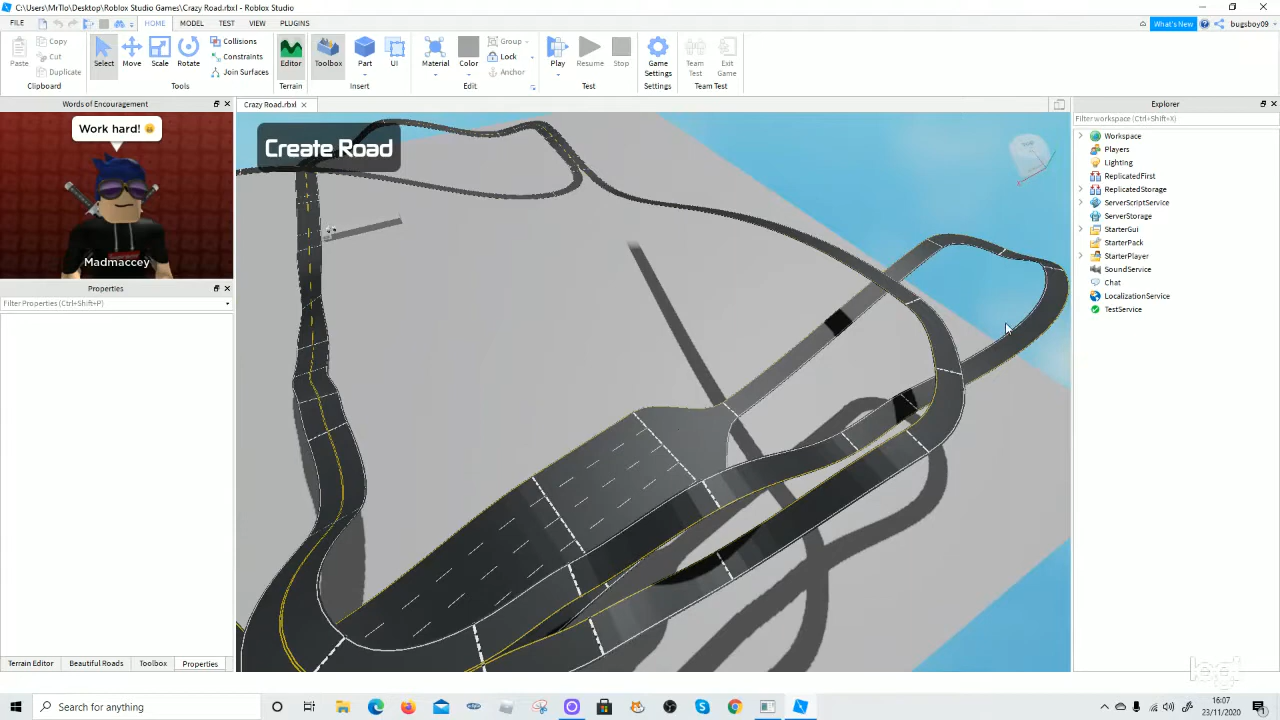 C:\Users\MrTlo\Desktop\Roblox Studio Games\Crazy Road.rbxl - Roblox Studio
FILE HOME MODEL TEST VIEW PLUGINS
What's New bugsboy09
Paste Copy Cut Duplicate
Clipboard
Select Move Scale Rotate Collisions Constraints Join Surfaces
Tools
Editor
Terrain
Toolbox Part UI
Insert
Material Color Group Lock Anchor
Edit
Play Resume Stop
Test
Game Settings
Settings
Team Test Exit Game
Team Test
Words of Encouragement
Work hard!
Madmaccey
Properties
Filter Properties (Ctrl+Shift+P)
Terrain Editor Beautiful Roads Toolbox Properties
Crazy Road.rbxl
Create Road
Explorer
Filter workspace (Ctrl+Shift+X)
Workspace
Players
Lighting
ReplicatedFirst
ReplicatedStorage
ServerScriptService
ServerStorage
StarterGui
StarterPack
StarterPlayer
SoundService
Chat
LocalizationService
TestService
Type here to search
16:07
23/11/2020